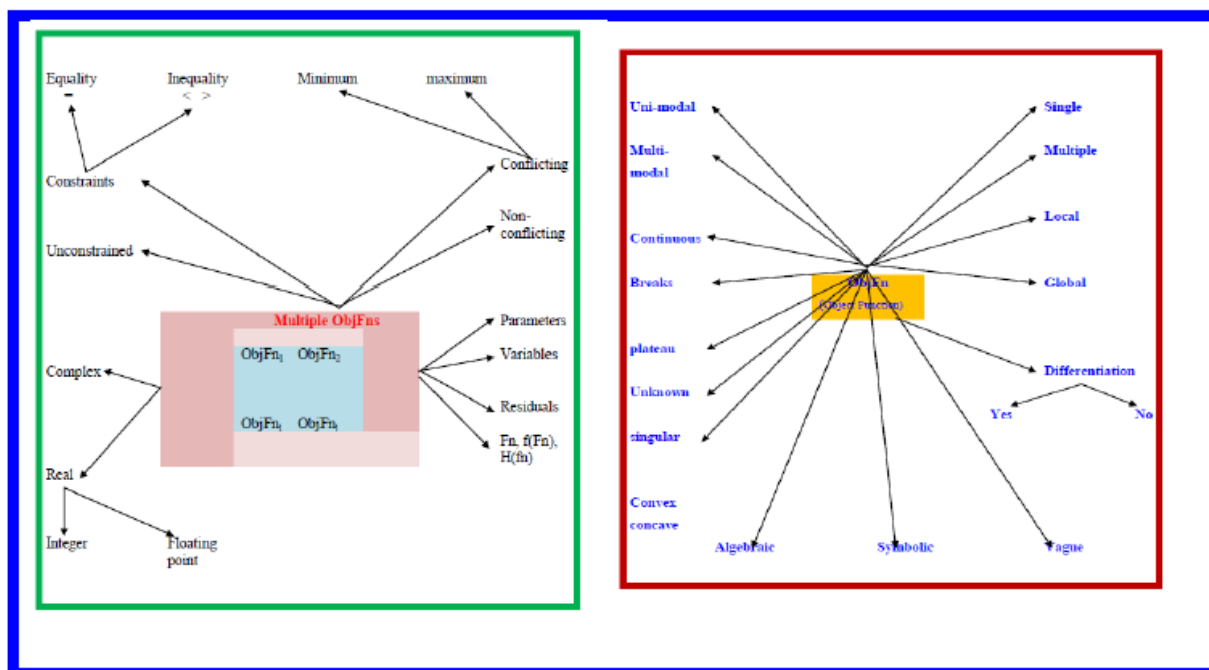 Equality
=
Inequality
< >
Minimum
maximum
Constraints
Conflicting
Unconstrained
Non-
conflicting
Multiple ObjFns
ObjFn1 ObjFn2
ObjFni ObjFni
Complex
Real
Integer
Floating
point
Parameters
Variables
Residuals
Fn, f(Fn),
H(fn)
Uni-modal
Multi-
modal
Continuous
Breaks
plateau
Unknown
singular
Convex
concave
Single
Multiple
Local
Global
ObjFn
(Object Function)
Differentiation
Yes
No
Algebraic
Symbolic
Vague